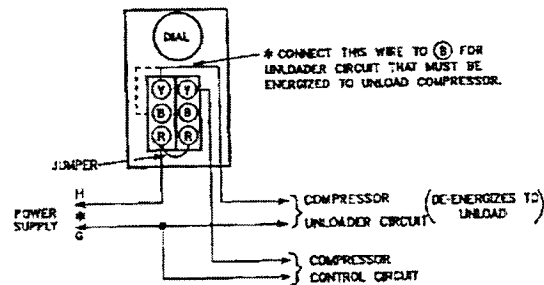 DIAL
* CONNECT THIS WIRE TO Ⓑ FOR
UNLOADER CIRCUIT THAT MUST BE
ENERGIZED TO UNLOAD COMPRESSOR.
Y Y
B B
R R
JUMPER
H
POWER SUPPLY
*
G
COMPRESSOR
UNLOADER CIRCUIT
(DE-ENERGIZES TO UNLOAD)
COMPRESSOR
CONTROL CIRCUIT